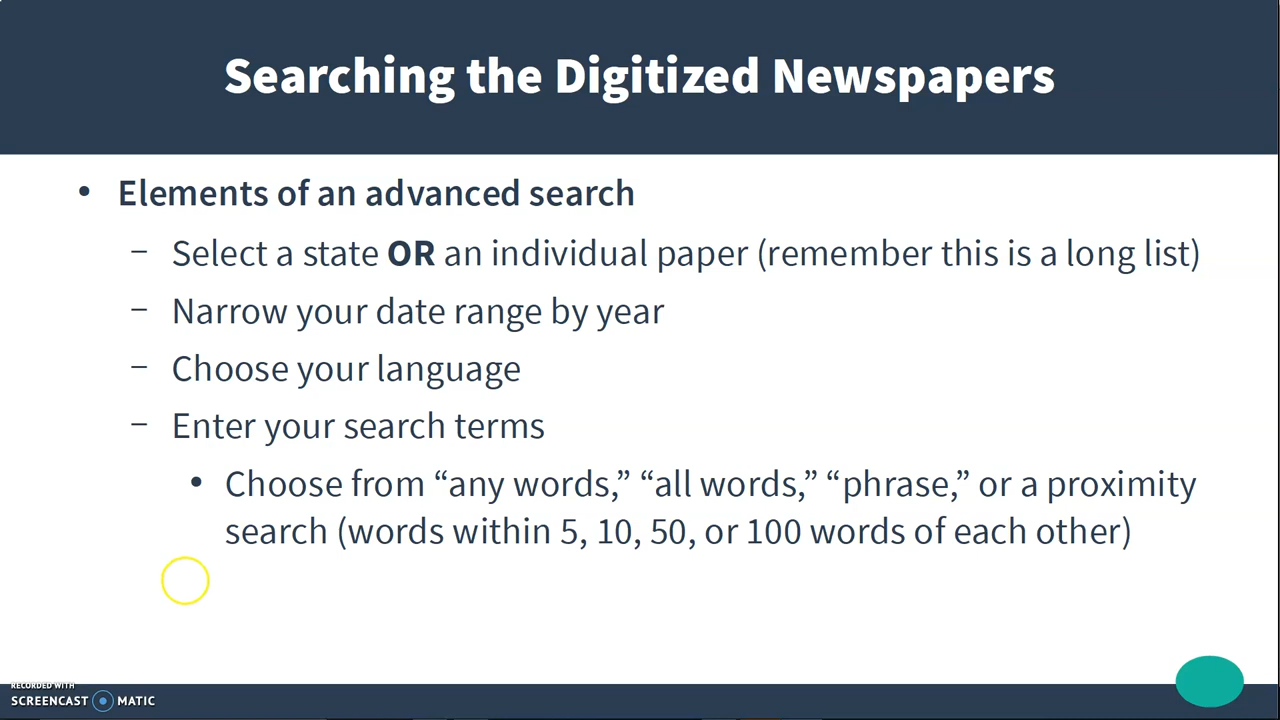 Searching the Digitized Newspapers
• Elements of an advanced search
– Select a state OR an individual paper (remember this is a long list)
– Narrow your date range by year
– Choose your language
– Enter your search terms
• Choose from “any words,” “all words,” “phrase,” or a proximity
search (words within 5, 10, 50, or 100 words of each other)
RECORDED WITH
SCREENCAST MATIC